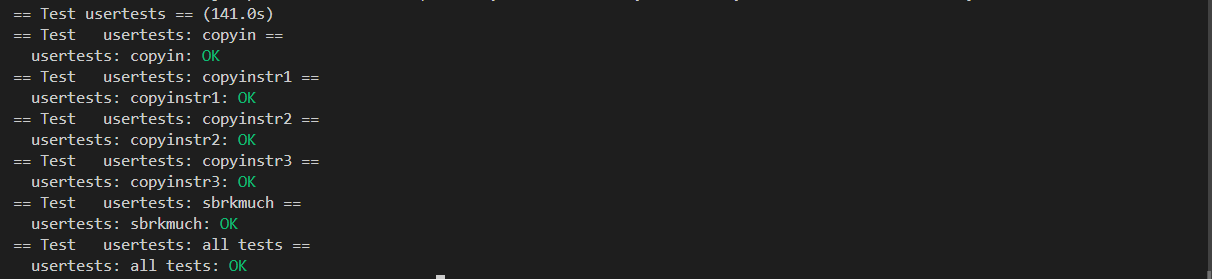 == Test usertests == (141.0s)
== Test   usertests: copyin ==
  usertests: copyin: OK
== Test   usertests: copyinstr1 ==
  usertests: copyinstr1: OK
== Test   usertests: copyinstr2 ==
  usertests: copyinstr2: OK
== Test   usertests: copyinstr3 ==
  usertests: copyinstr3: OK
== Test   usertests: sbrkmuch ==
  usertests: sbrkmuch: OK
== Test   usertests: all tests ==
  usertests: all tests: OK